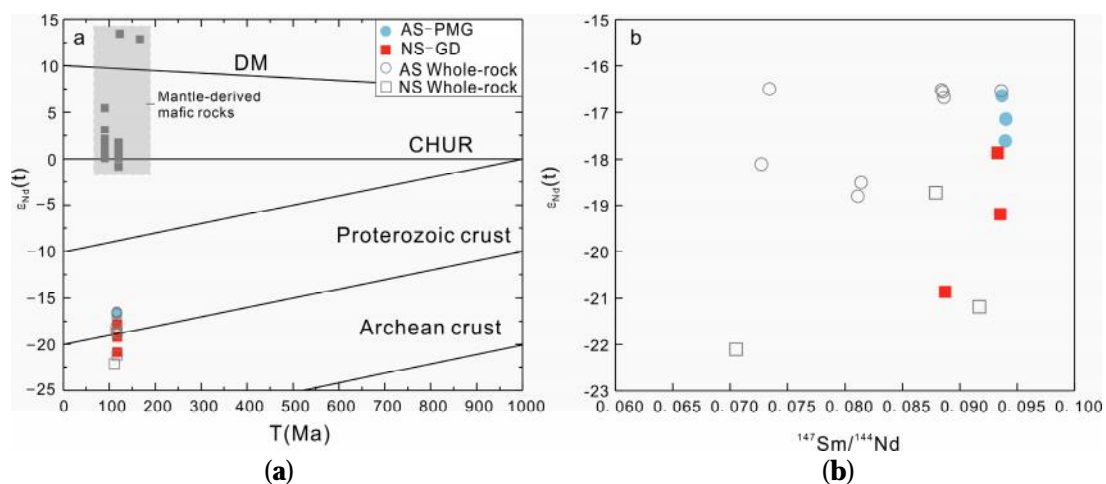 a
15
10
5
0
-5
-10
-15
-20
-25
εNd(t)
DM
Mantle-derived
mafic rocks
CHUR
Proterozoic crust
Archean crust
AS-PMG
NS-GD
AS Whole-rock
NS Whole-rock
0 100 200 300 400 500 600 700 800 900 1000
T(Ma)
(a)
b
-15
-16
-17
-18
-19
-20
-21
-22
-23
εNd(t)
0.060 0.065 0.070 0.075 0.080 0.085 0.090 0.095 0.100
¹⁴⁷Sm/¹⁴⁴Nd
(b)